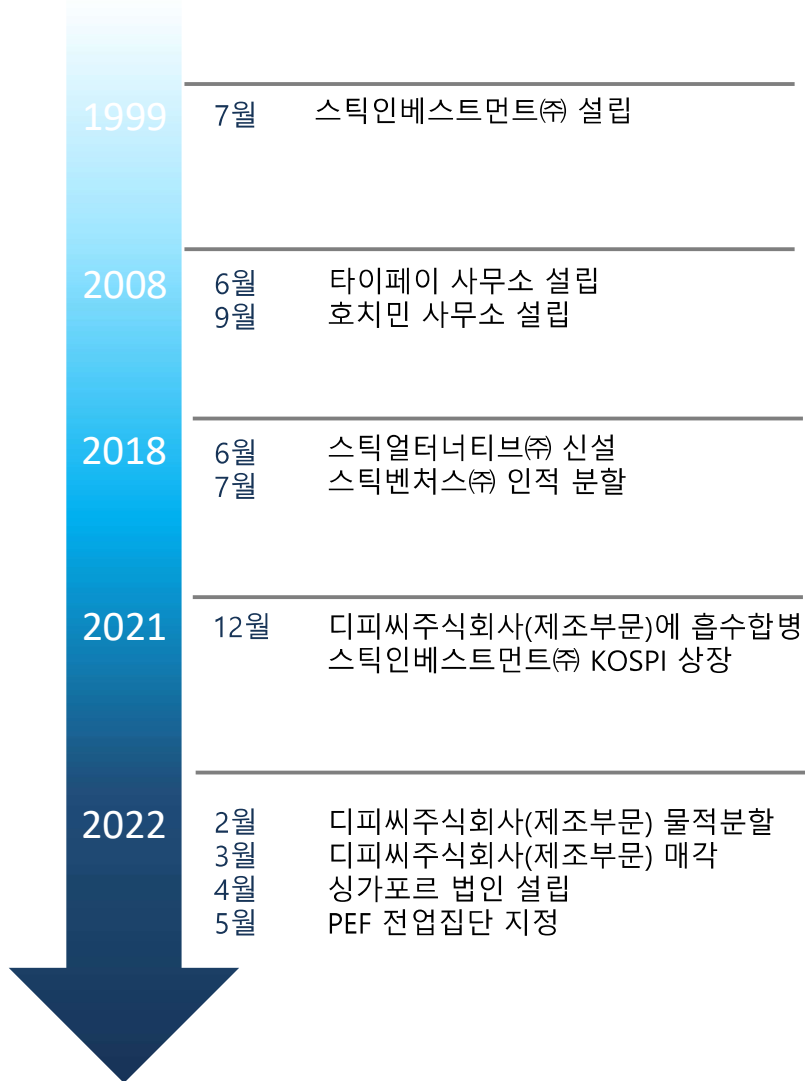 1999 7월 스틱인베스트먼트㈜ 설립
2008 6월 타이페이 사무소 설립
9월 호치민 사무소 설립
2018 6월 스틱얼터너티브㈜ 신설
7월 스틱벤처스㈜ 인적 분할
2021 12월 디피씨주식회사(제조부문)에 흡수합병
스틱인베스트먼트㈜ KOSPI 상장
2022 2월 디피씨주식회사(제조부문) 물적분할
3월 디피씨주식회사(제조부문) 매각
4월 싱가포르 법인 설립
5월 PEF 전업집단 지정